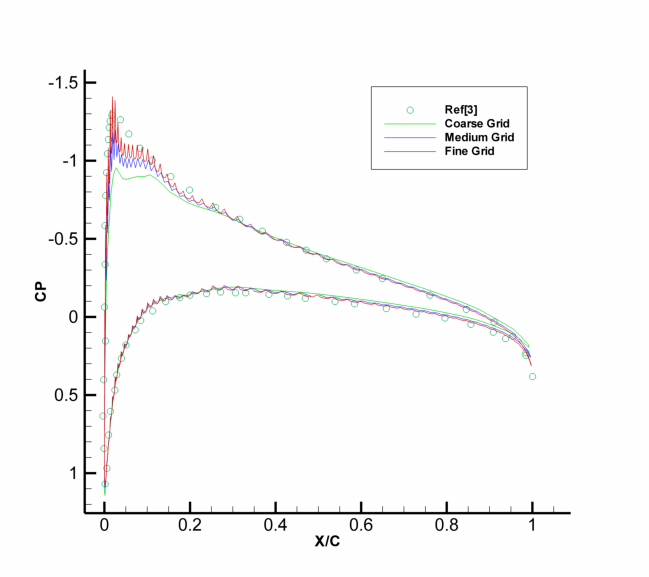 -1.5
Ref[3]
Coarse Grid
Medium Grid
Fine Grid
-1
-0.5
CP
0
0.5
1
0 0.2 0.4 0.6 0.8 1
X/C